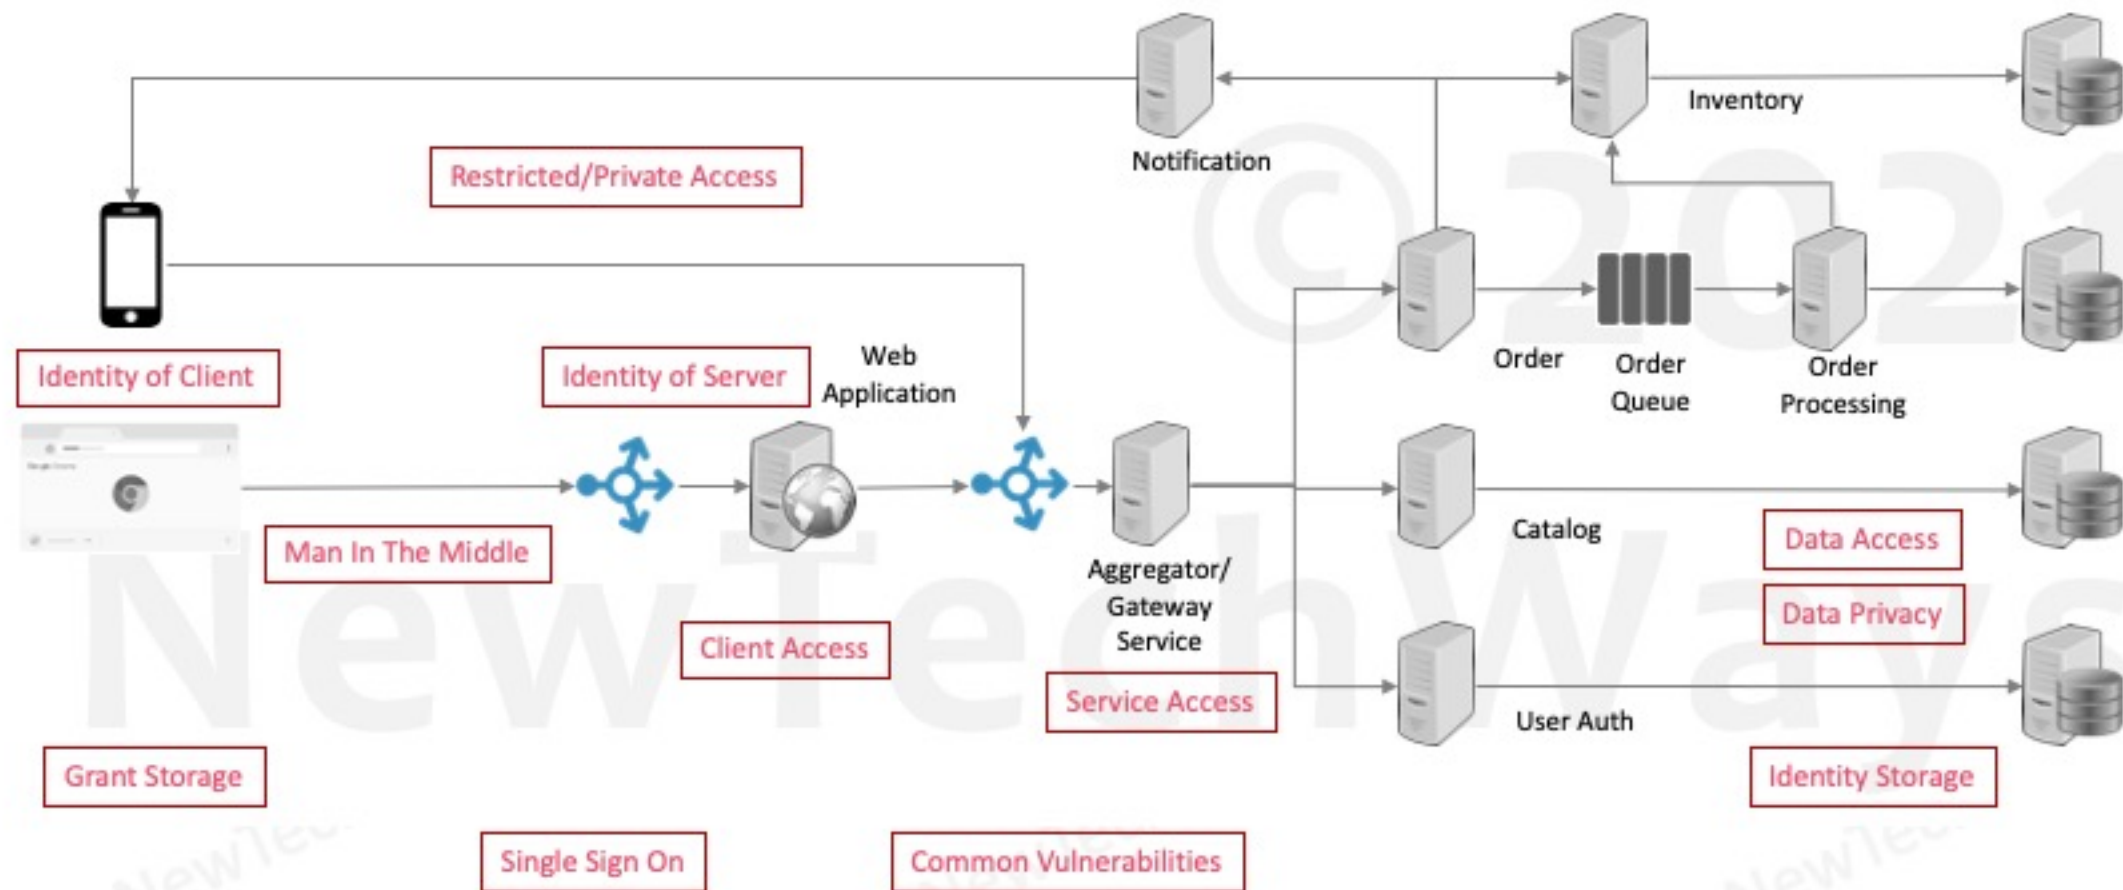 Inventory
Restricted/Private Access
Notification
© 2021
Identity of Client
Identity of Server
Web
Application
Order
Order
Queue
Order
Processing
Man In The Middle
Catalog
Data Access
Aggregator/
Gateway
Service
Data Privacy
NewTechWays
Client Access
Service Access
User Auth
Grant Storage
Identity Storage
Single Sign On
Common Vulnerabilities